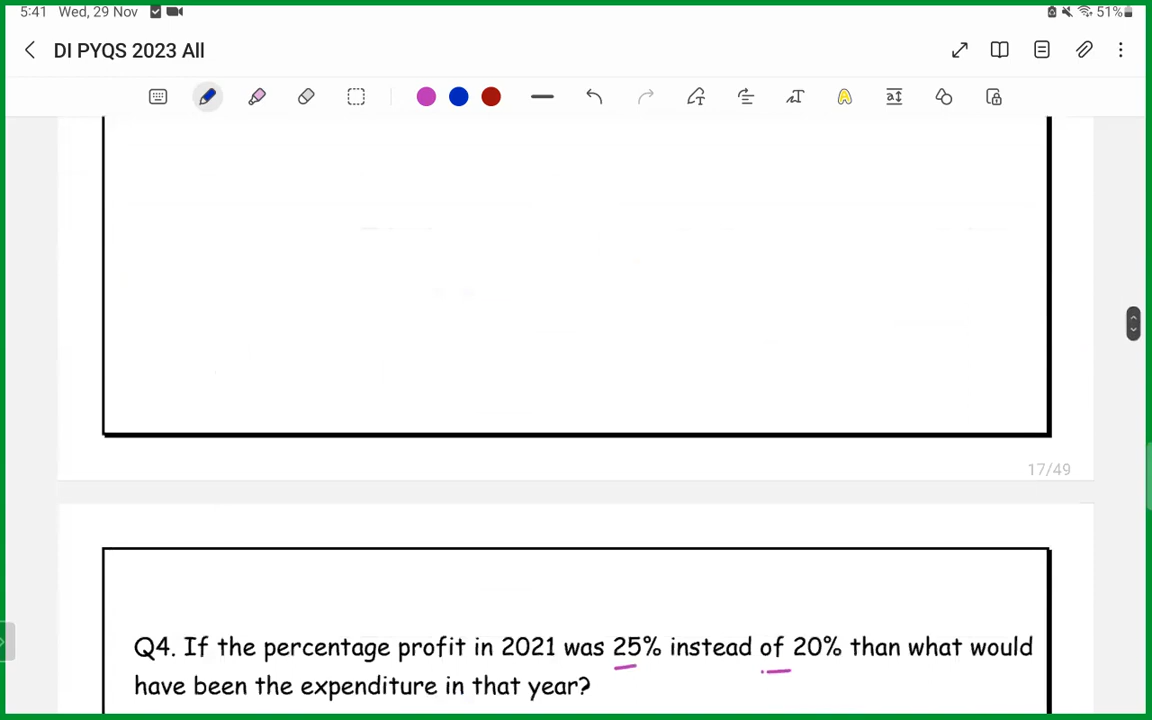 5:41 Wed, 29 Nov 51%
DI PYQS 2023 All
17/49
Q4. If the percentage profit in 2021 was 25% instead of 20% than what would
have been the expenditure in that year?